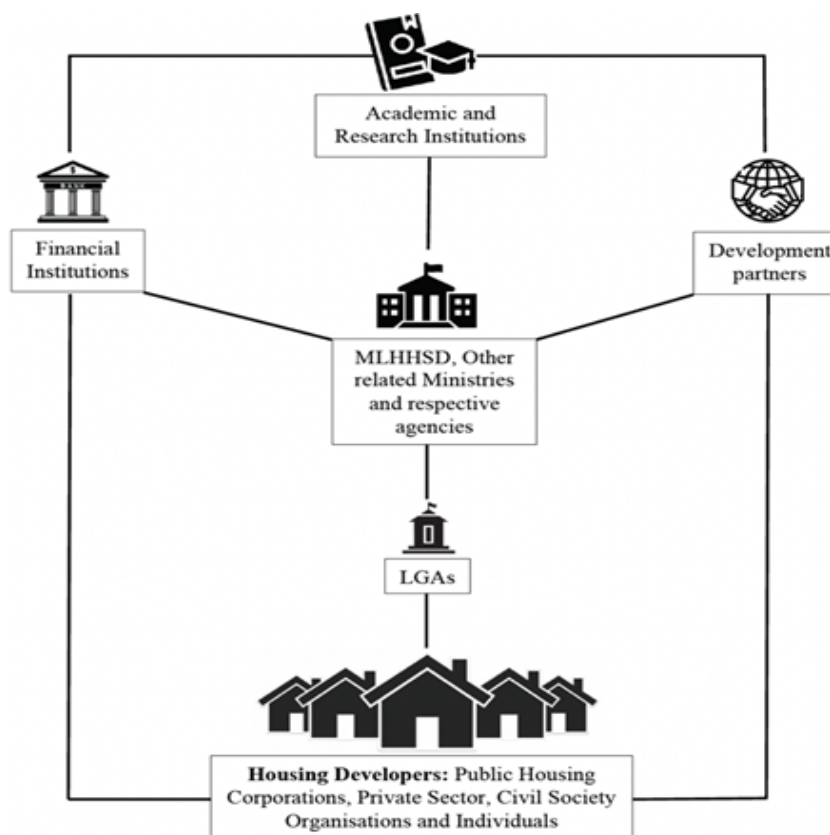 Academic and
Research Institutions
BANK
Financial
Institutions
Development
partners
MLHHSD, Other
related Ministries
and respective
agencies
LGAs
Housing Developers: Public Housing
Corporations, Private Sector, Civil Society
Organisations and Individuals